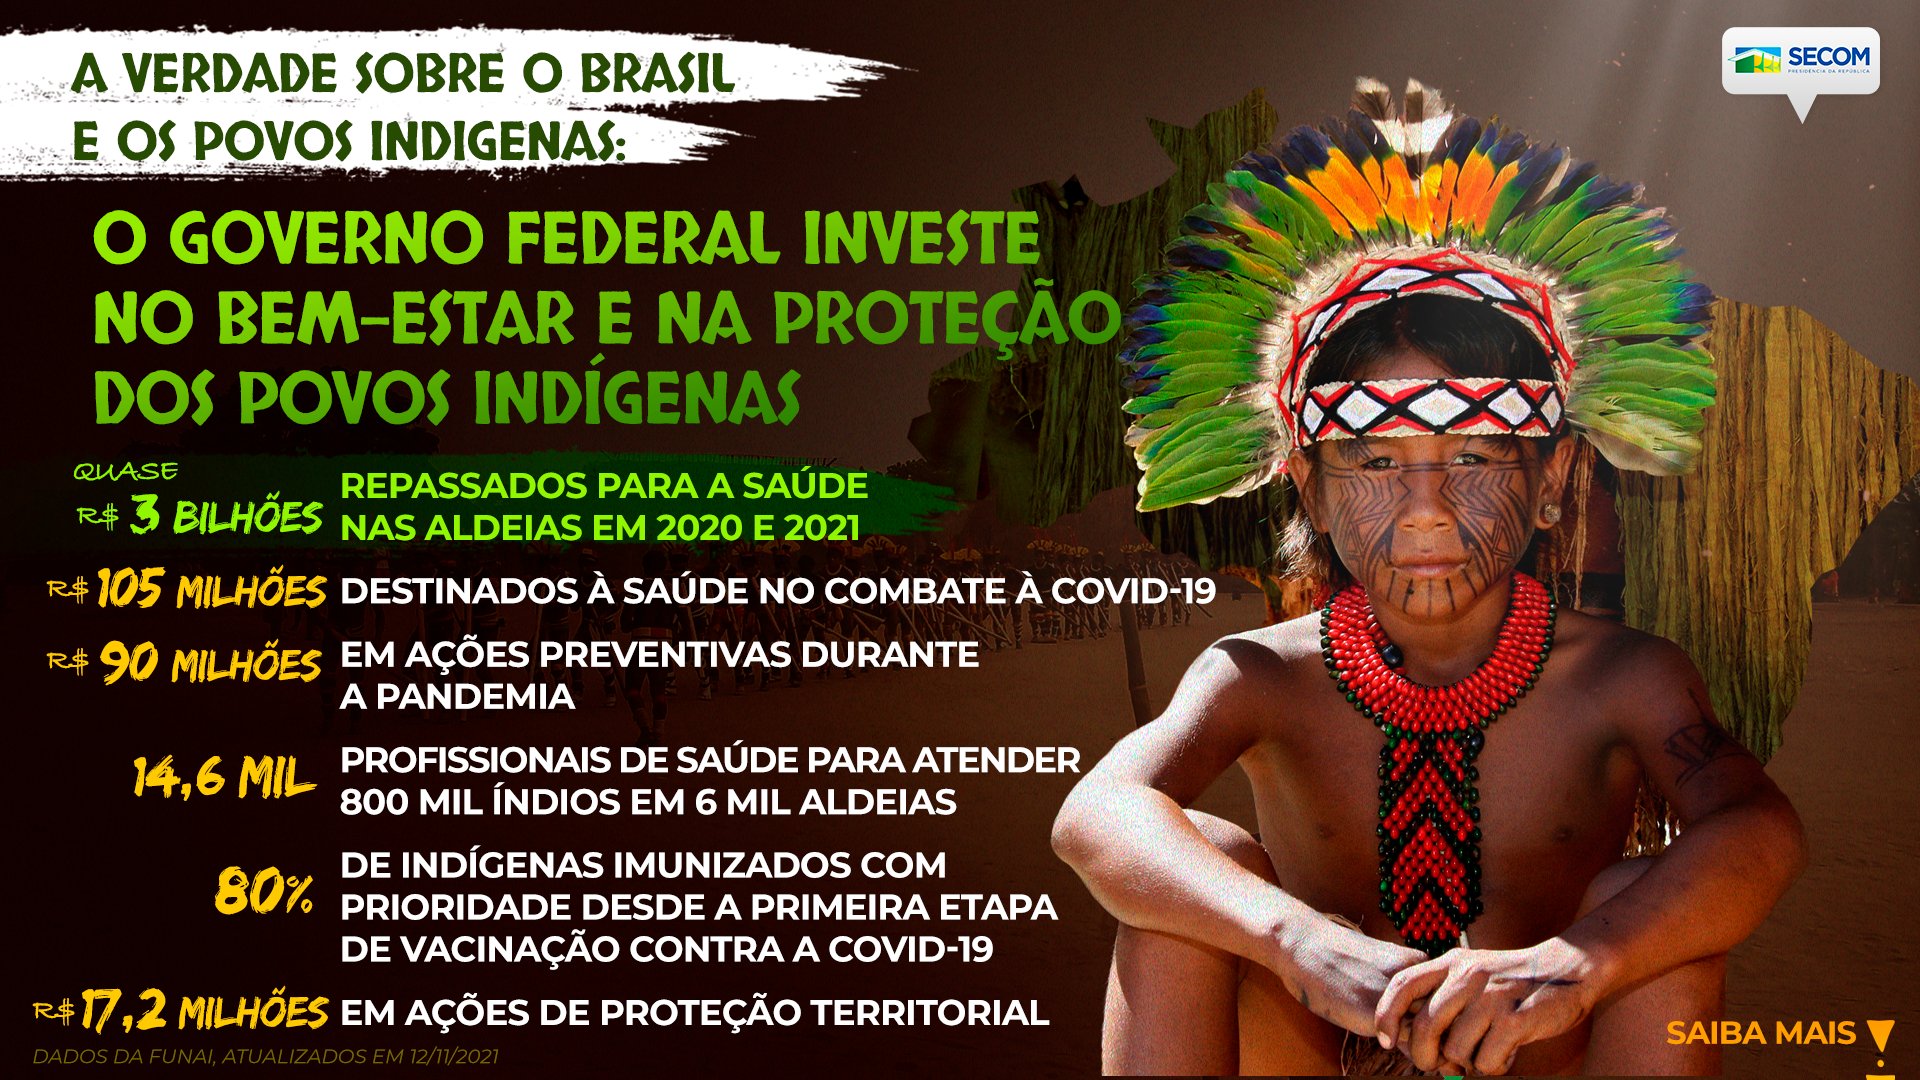 A VERDADE SOBRE O BRASIL
E OS POVOS INDIGENAS:
SECOM
PRESIDÊNCIA DA REPÚBLICA
O GOVERNO FEDERAL INVESTE
NO BEM-ESTAR E NA PROTEÇÃO
DOS POVOS INDÍGENAS
QUASE
R$ 3 BILHÕES
REPASSADOS PARA A SAÚDE
NAS ALDEIAS EM 2020 E 2021
R$ 105 MILHÕES DESTINADOS À SAÚDE NO COMBATE À COVID-19
R$ 90 MILHÕES
EM AÇÕES PREVENTIVAS DURANTE
A PANDEMIA
14,6 MIL
PROFISSIONAIS DE SAÚDE PARA ATENDER
800 MIL ÍNDIOS EM 6 MIL ALDEIAS
80%
DE INDÍGENAS IMUNIZADOS COM
PRIORIDADE DESDE A PRIMEIRA ETAPA
DE VACINAÇÃO CONTRA A COVID-19
R$ 17,2 MILHÕES EM AÇÕES DE PROTEÇÃO TERRITORIAL
DADOS DA FUNAI, ATUALIZADOS EM 12/11/2021
SAIBA MAIS